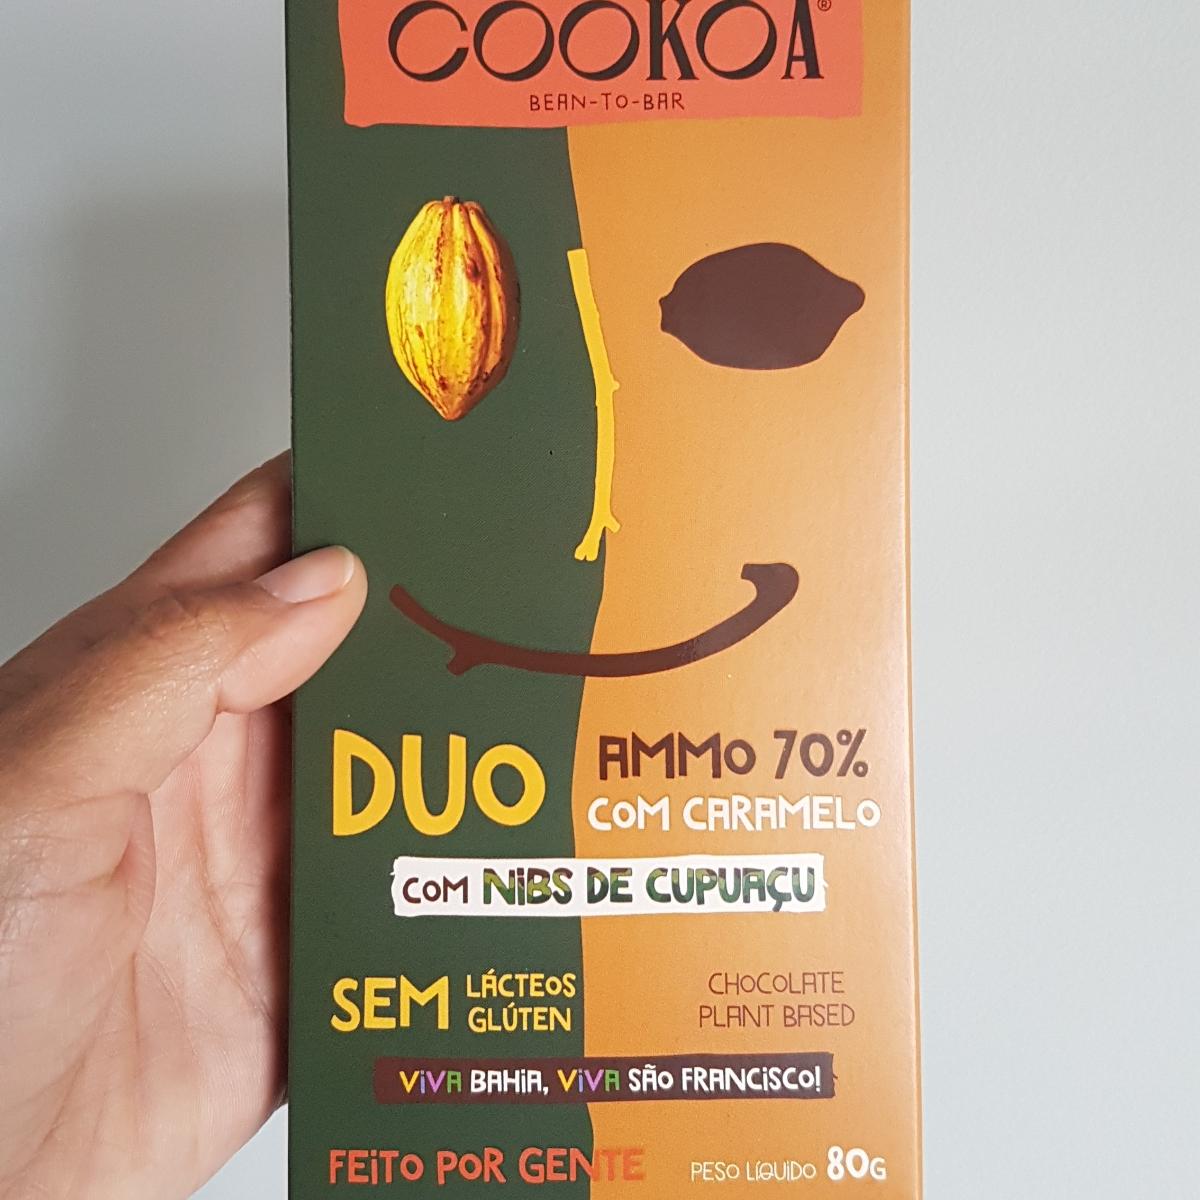 COOKOA®
BEAN-TO-BAR
DUO
AMMO 70%
COM CARAMELO
COM NIBS DE CUPUAÇU
SEM LÁCTEOS
GLÚTEN
CHOCOLATE
PLANT BASED
VIVA BAHIA, VIVA SÃO FRANCISCO!
FEITO POR GENTE
PESO LÍQUIDO 80G